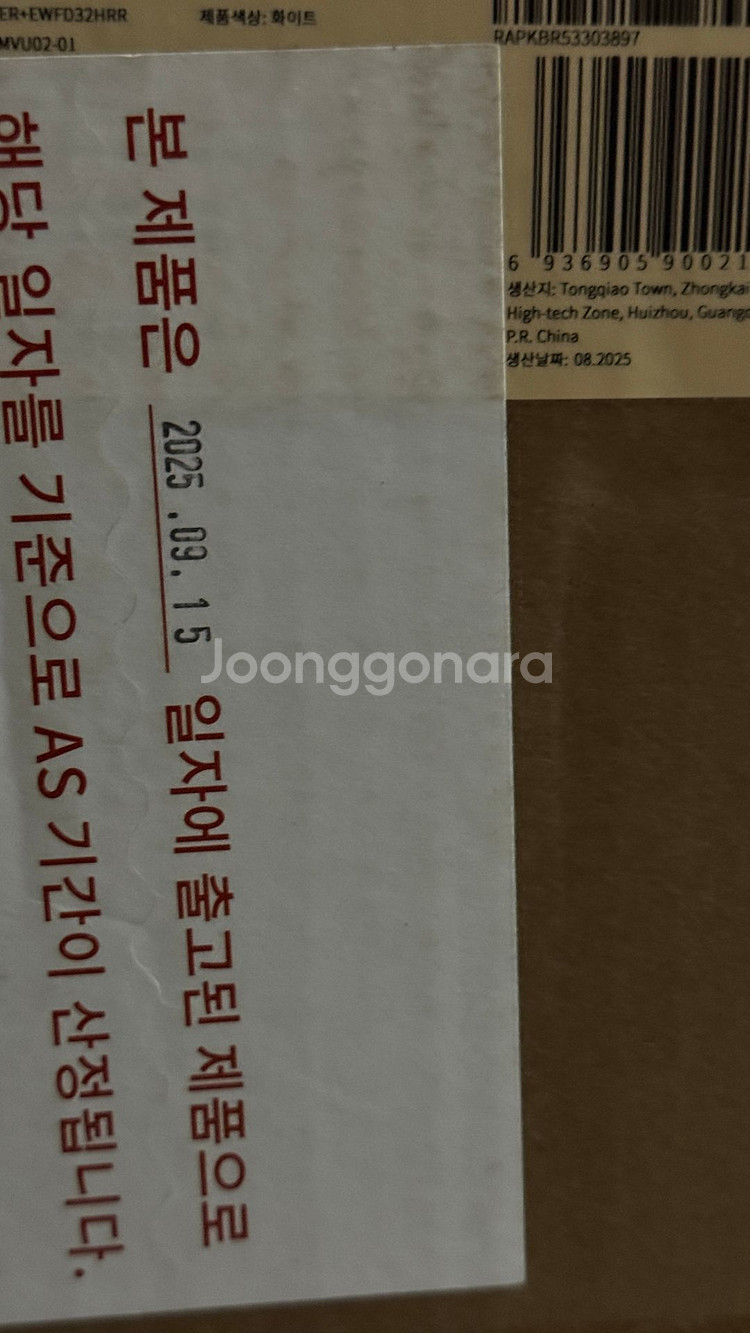 ER+EWFD32HRR
제품색상: 화이트
MVU02-01
RAPKBR53303897
6 936905 90021
생산지: Tongqiao Town, Zhongkai
High-tech Zone, Huizhou, Guangd
P.R. China
생산날짜: 08.2025
본 제품은 2025.09.15 일자에 출고된 제품으로
해당 일자를 기준으로 AS 기간이 산정됩니다.
Joonggonara